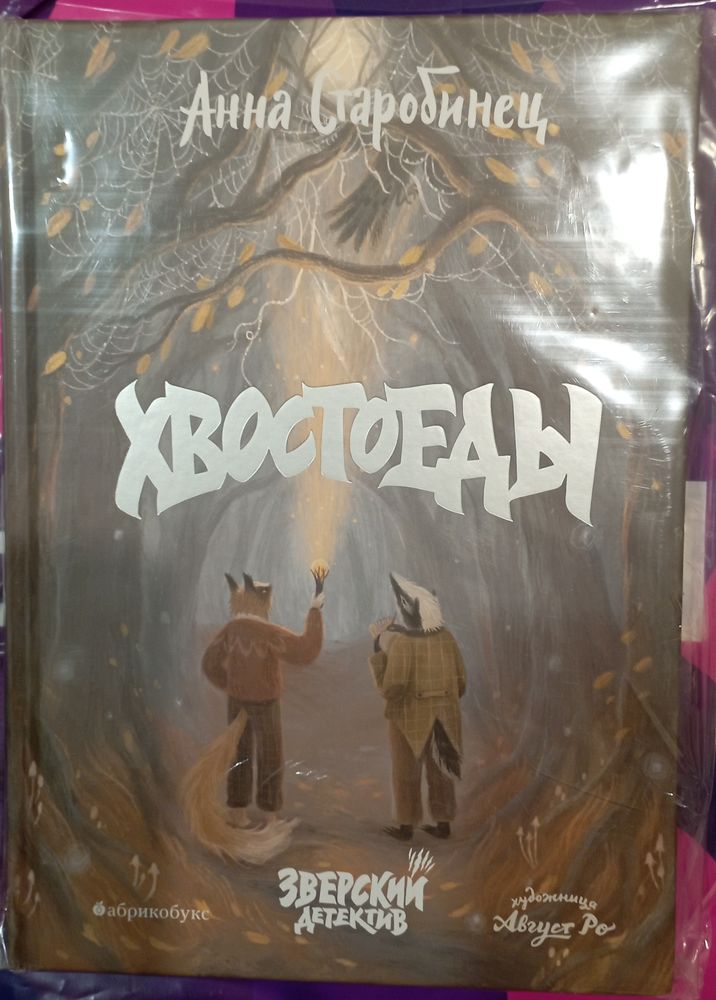 Анна Старобинец
ХВОСТОЕДЫ
ЗВЕРСКИЙ
ДЕТЕКТИВ
абрикобукс
художница
Август Ро